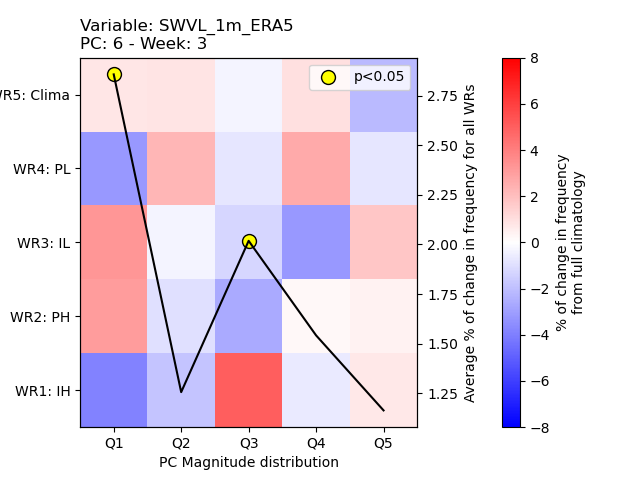 Variable: SWVL_1m_ERA5
PC: 6 - Week: 3
p<0.05
WR5: Clima
WR4: PL
WR3: IL
WR2: PH
WR1: IH
Q1 Q2 Q3 Q4 Q5
PC Magnitude distribution
2.75
2.50
2.25
2.00
1.75
1.50
1.25
Average % of change in frequency for all WRs
8
6
4
2
0
−2
−4
−6
−8
% of change in frequency
from full climatology